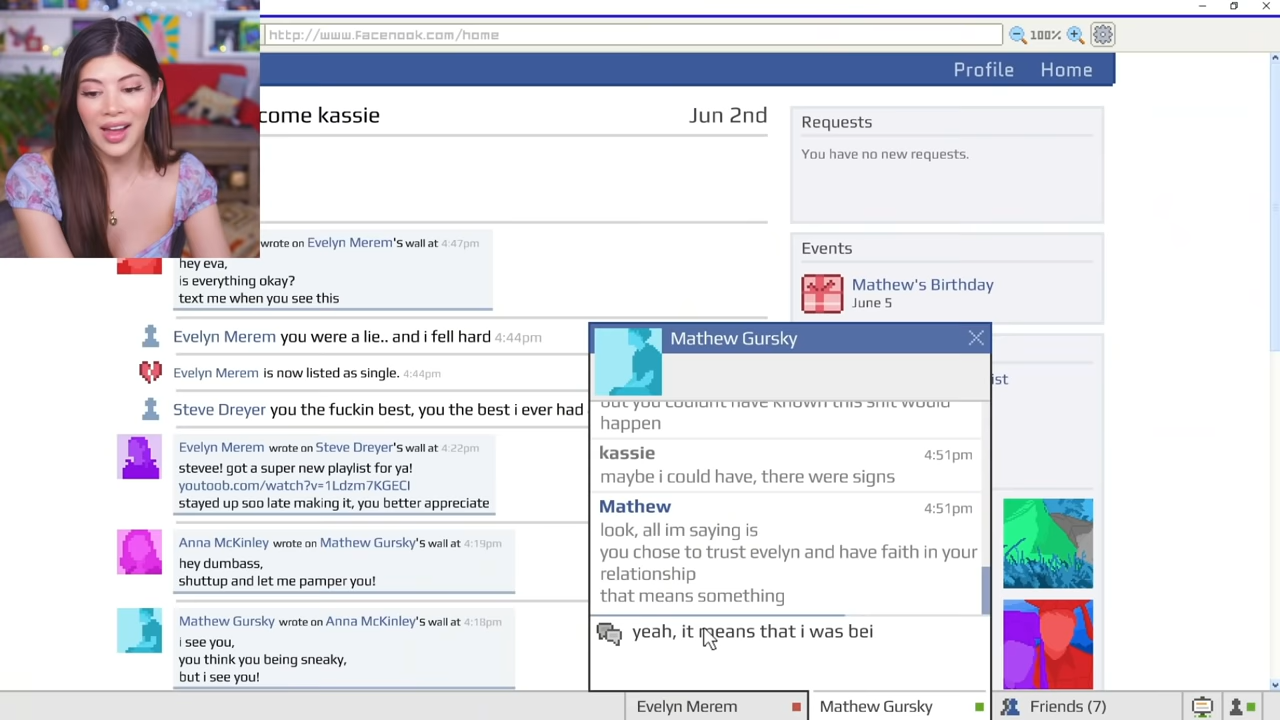 http://www.facenook.com/home
100%
Profile
Home
come kassie
Jun 2nd
wrote on Evelyn Merem's wall at 4:47pm
hey eva,
is everything okay?
text me when you see this
Evelyn Merem you were a lie.. and i fell hard 4:44pm
Evelyn Merem is now listed as single. 4:44pm
Steve Dreyer you the fuckin best, you the best i ever had
Evelyn Merem wrote on Steve Dreyer's wall at 4:22pm
stevee! got a super new playlist for ya!
youtoob.com/watch?v=1Ldzm7KGECI
stayed up soo late making it, you better appreciate
Anna McKinley wrote on Mathew Gursky's wall at 4:19pm
hey dumbass,
shuttup and let me pamper you!
Mathew Gursky wrote on Anna McKinley's wall at 4:18pm
i see you,
you think you being sneaky,
but i see you!
Requests
You have no new requests.
Events
Mathew's Birthday
June 5
ist
Mathew Gursky
but you couldnt have known this shit would
happen
kassie 4:51pm
maybe i could have, there were signs
Mathew 4:51pm
look, all im saying is
you chose to trust evelyn and have faith in your
relationship
that means something
yeah, it means that i was bei
Evelyn Merem
Mathew Gursky
Friends (7)